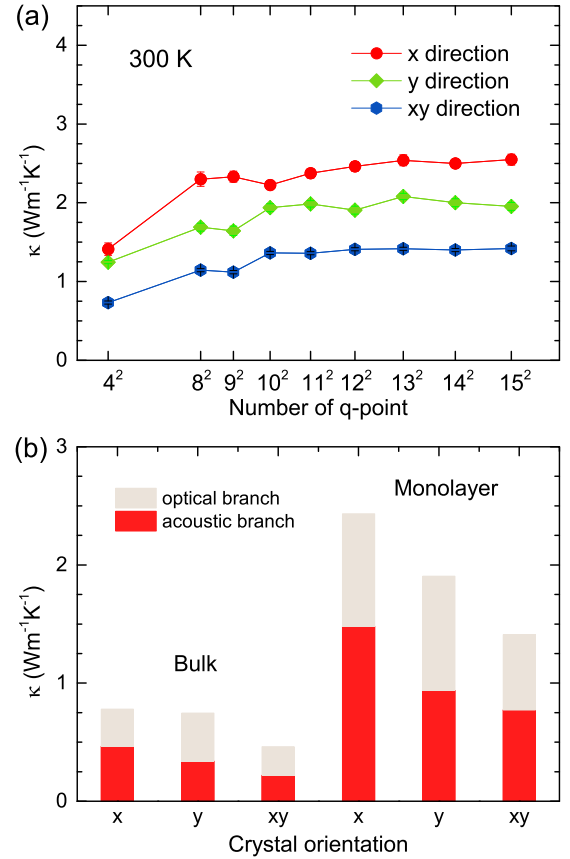 (a)
300 K
x direction
y direction
xy direction
κ (Wm⁻¹K⁻¹)
4
3
2
1
0
4² 8² 9² 10² 11² 12² 13² 14² 15²
Number of q-point
(b)
3
2
1
0
κ (Wm⁻¹K⁻¹)
optical branch
acoustic branch
Monolayer
Bulk
x y xy x y xy
Crystal orientation